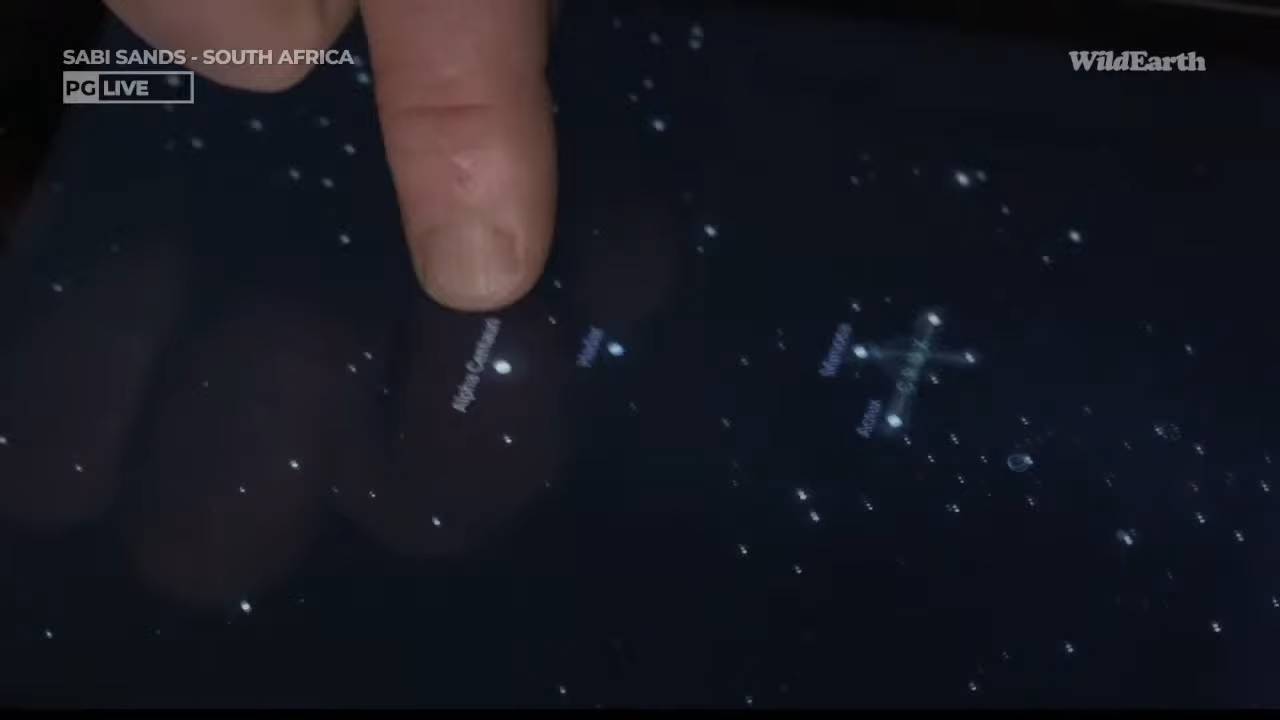 SABI SANDS - SOUTH AFRICA
PG LIVE
WildEarth
Alpha Centauri
Hadar
Mimosa
Acrux